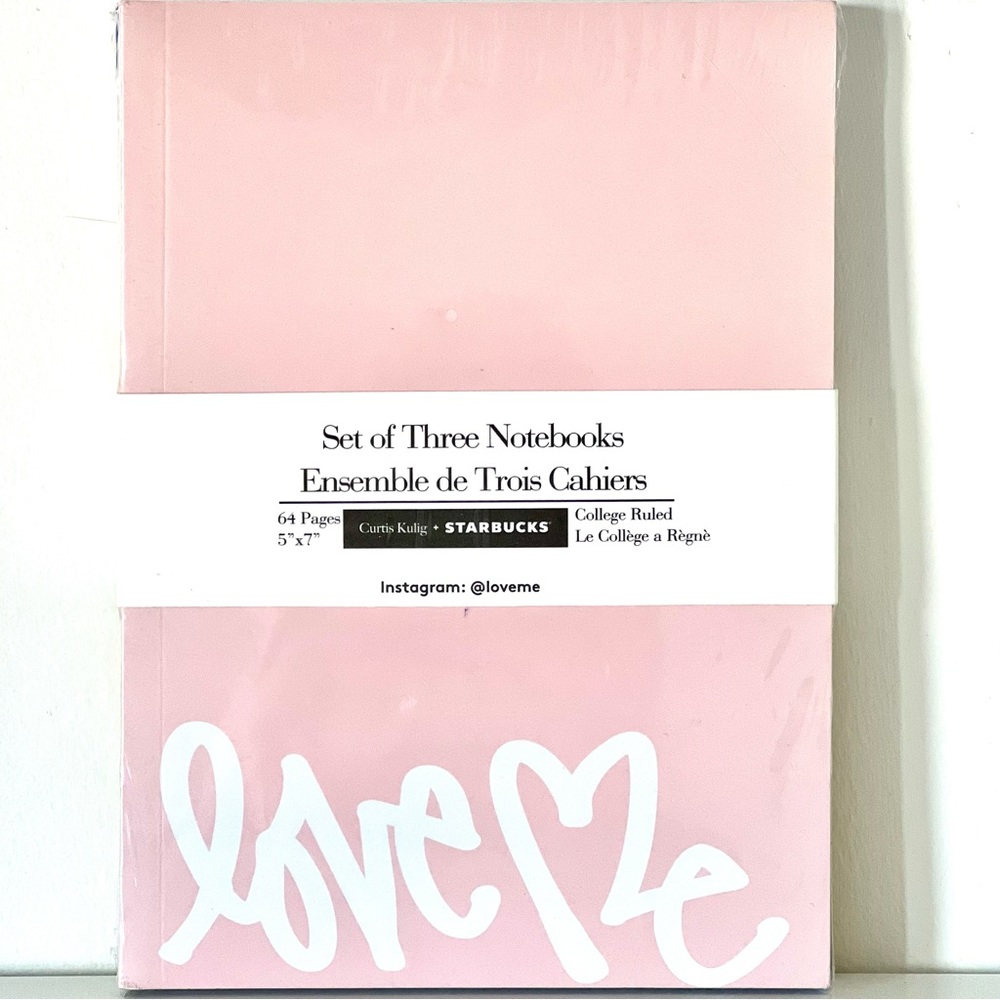 Set of Three Notebooks
Ensemble de Trois Cahiers
64 Pages
5"x7"
Curtis Kulig + STARBUCKS
College Ruled
Le Collège a Règnè
Instagram: @loveme
love me